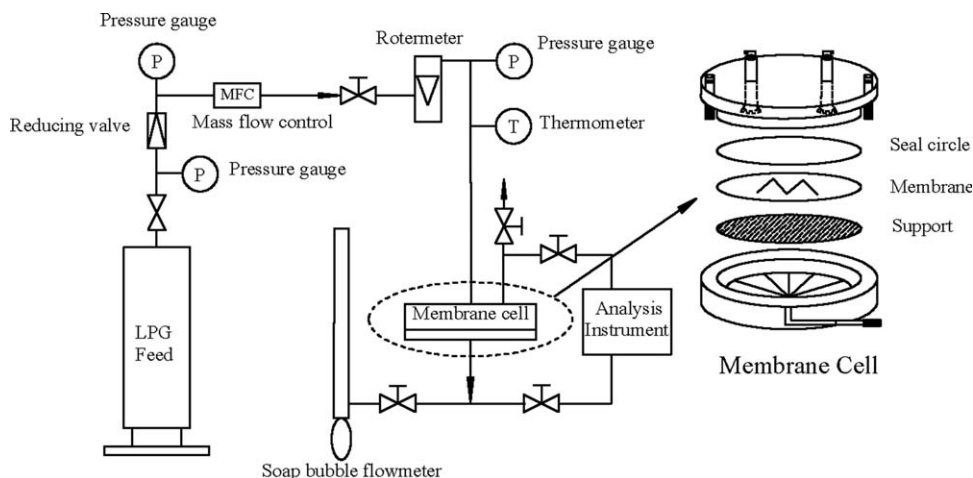 Pressure gauge
P
Rotermeter
P
Pressure gauge
MFC
Mass flow control
Reducing valve
T
Thermometer
P
Pressure gauge
Seal circle
Membrane
Support
LPG
Feed
Membrane cell
Analysis
Instrument
Membrane Cell
Soap bubble flowmeter